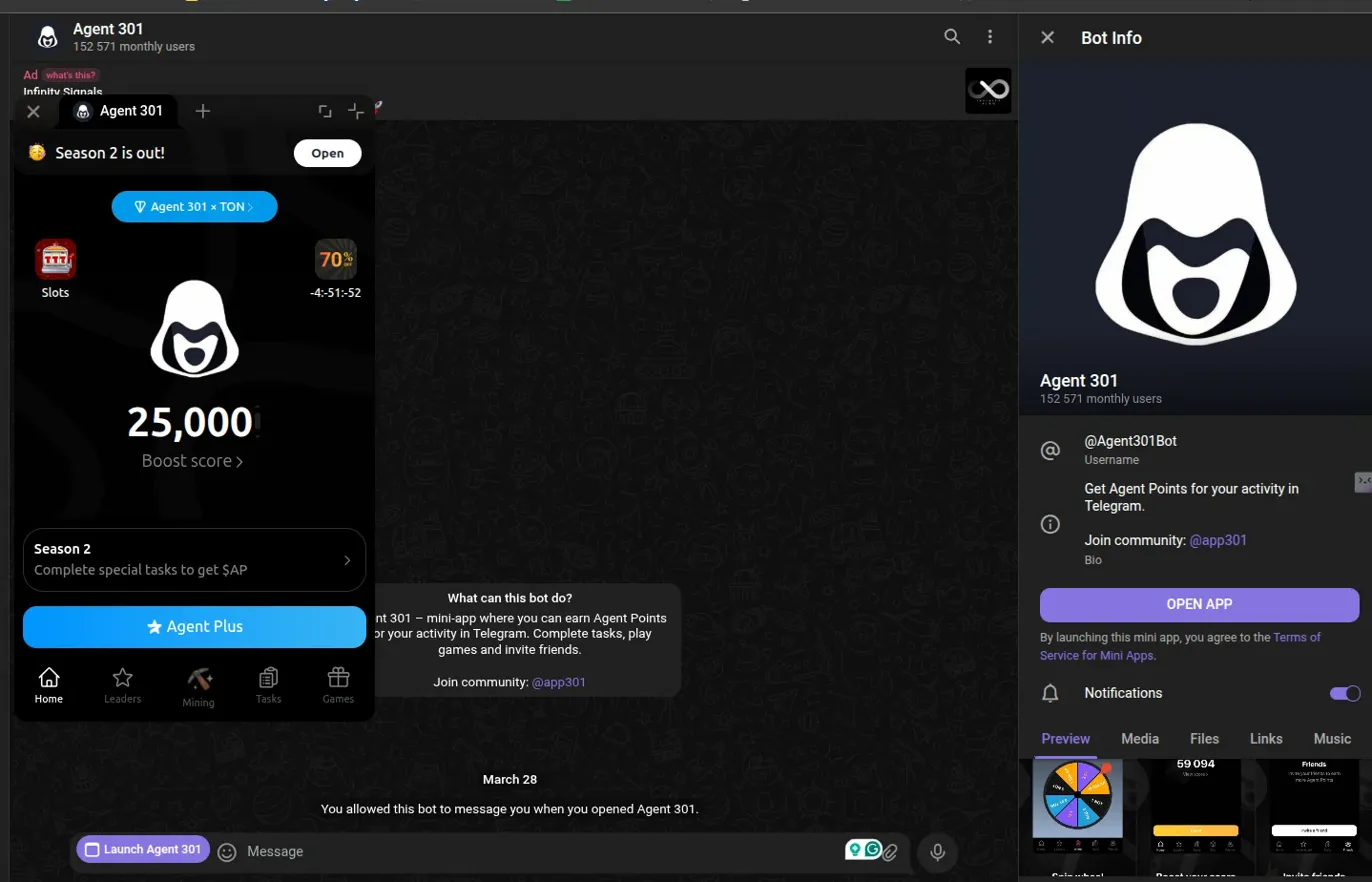 Agent 301
152 571 monthly users
Ad what's this?
Infinity Signals
Agent 301
Season 2 is out!
Open
Agent 301 × TON
Slots
70%
-4:-51:-52
25,000
Boost score
Season 2
Complete special tasks to get $AP
Agent Plus
Home
Leaders
Mining
Tasks
Games
What can this bot do?
nt 301 – mini-app where you can earn Agent Points
or your activity in Telegram. Complete tasks, play
games and invite friends.
Join community: @app301
March 28
You allowed this bot to message you when you opened Agent 301.
Launch Agent 301
Message
Bot Info
Agent 301
152 571 monthly users
@Agent301Bot
Username
Get Agent Points for your activity in
Telegram.
Join community: @app301
Bio
OPEN APP
By launching this mini app, you agree to the Terms of
Service for Mini Apps.
Notifications
Preview
Media
Files
Links
Music
59 094
Friends
Spin wheel
Boost your score
Invite friends